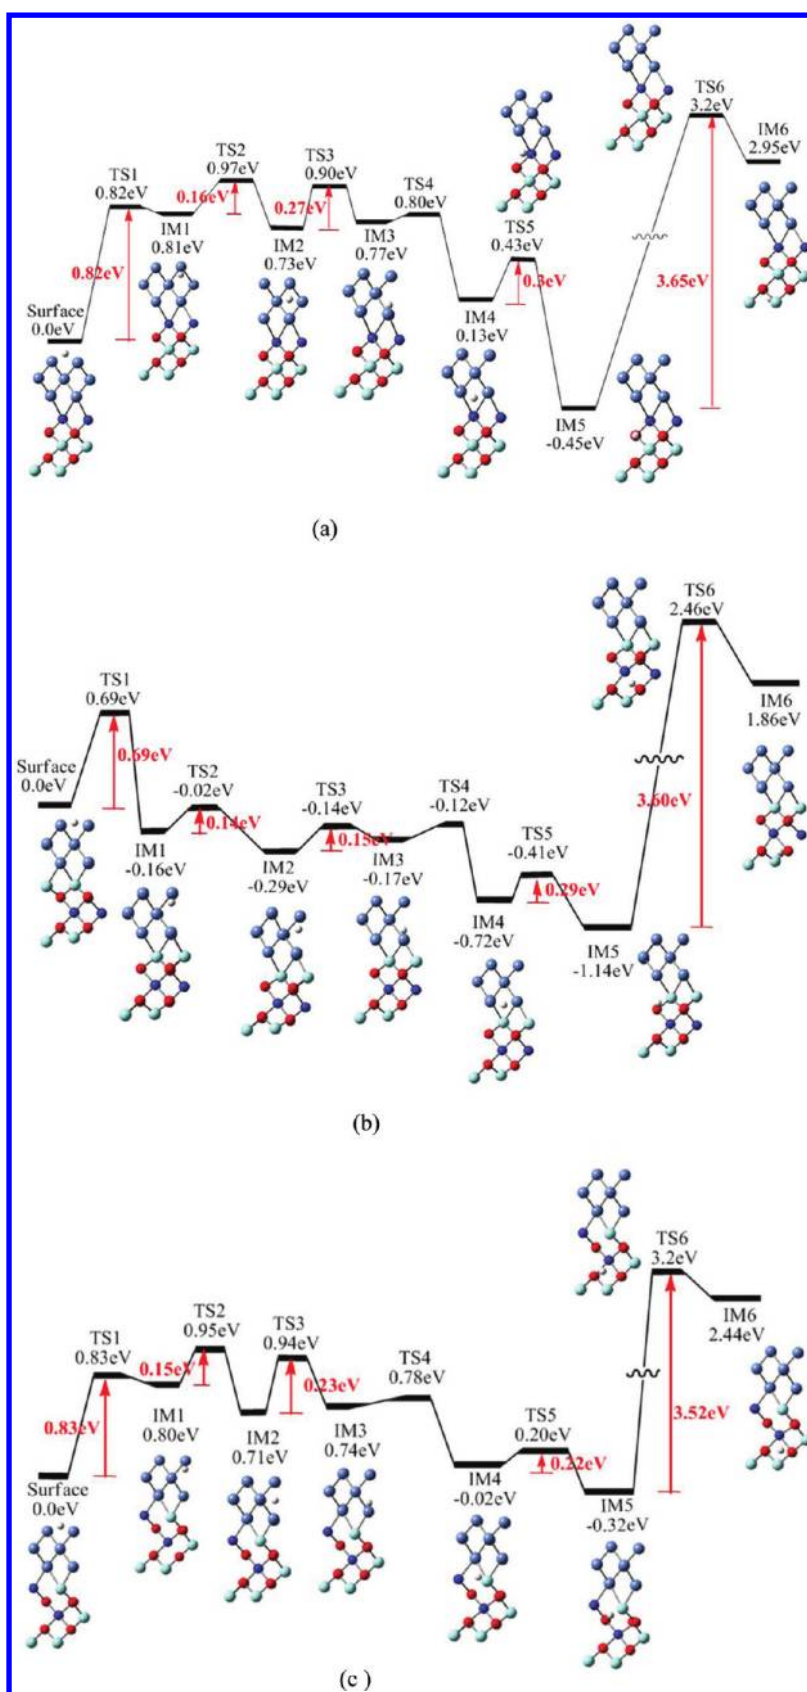 TS6
3.2eV
IM6
2.95eV
TS2
0.97eV
TS3
0.90eV
TS1
0.82eV
TS4
0.80eV
0.16eV
0.27eV
IM1
0.81eV
IM2
0.73eV
IM3
0.77eV
TS5
0.43eV
0.82eV
0.3eV
3.65eV
Surface
0.0eV
IM4
0.13eV
IM5
-0.45eV
(a)
TS6
2.46eV
TS1
0.69eV
IM6
1.86eV
0.69eV
Surface
0.0eV
TS2
-0.02eV
TS3
-0.14eV
TS4
-0.12eV
3.60eV
0.14eV
0.15eV
TS5
-0.41eV
IM1
-0.16eV
IM2
-0.29eV
IM3
-0.17eV
0.29eV
IM4
-0.72eV
IM5
-1.14eV
(b)
TS6
3.2eV
IM6
2.44eV
TS2
0.95eV
TS3
0.94eV
TS1
0.83eV
TS4
0.78eV
0.15eV
0.23eV
0.83eV
IM1
0.80eV
IM2
0.71eV
IM3
0.74eV
3.52eV
TS5
0.20eV
0.22eV
Surface
0.0eV
IM4
-0.02eV
IM5
-0.32eV
(c )